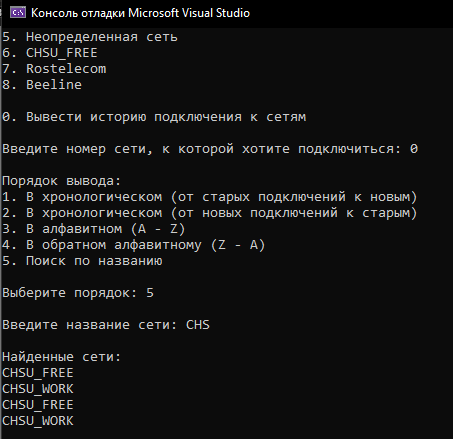 Консоль отладки Microsoft Visual Studio
5. Неопределенная сеть
6. CHSU_FREE
7. Rostelecom
8. Beeline
0. Вывести историю подключения к сетям
Введите номер сети, к которой хотите подключиться: 0
Порядок вывода:
1. В хронологическом (от старых подключений к новым)
2. В хронологическом (от новых подключений к старым)
3. В алфавитном (A - Z)
4. В обратном алфавитному (Z - A)
5. Поиск по названию
Выберите порядок: 5
Введите название сети: CHS
Найденные сети:
CHSU_FREE
CHSU_WORK
CHSU_FREE
CHSU_WORK